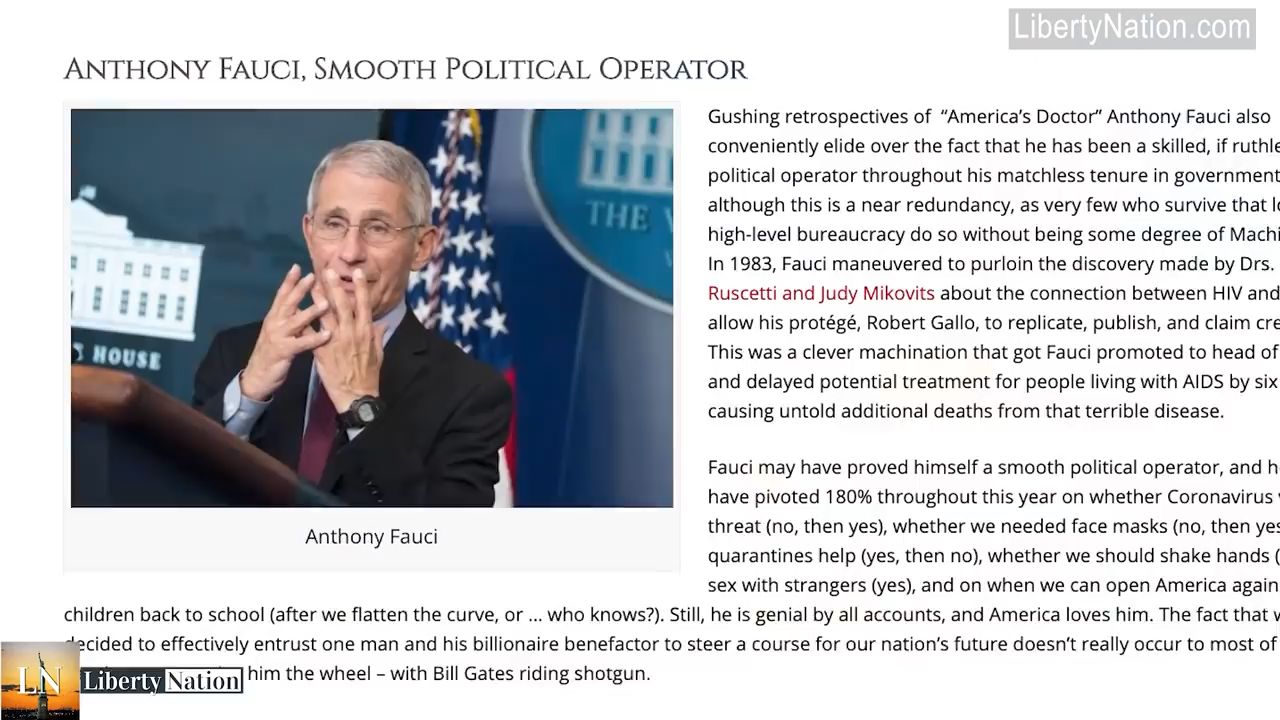 LibertyNation.com
ANTHONY FAUCI, SMOOTH POLITICAL OPERATOR
THE
HOUSE
Anthony Fauci
Gushing retrospectives of “America’s Doctor” Anthony Fauci also
conveniently elide over the fact that he has been a skilled, if
political operator throughout his matchless tenure in government
although this is a near redundancy, as very few who survive that
high-level bureaucracy do so without being some degree of
In 1983, Fauci maneuvered to purloin the discovery made by Drs.
Ruscetti and Judy Mikovits about the connection between HIV and
allow his protégé, Robert Gallo, to replicate, publish, and claim
This was a clever machination that got Fauci promoted to head of
and delayed potential treatment for people living with AIDS by six
causing untold additional deaths from that terrible disease.
Fauci may have proved himself a smooth political operator, and
have pivoted 180% throughout this year on whether Coronavirus
threat (no, then yes), whether we needed face masks (no, then
quarantines help (yes, then no), whether we should shake hands (
sex with strangers (yes), and on when we can open America again
children back to school (after we flatten the curve, or ... who knows?). Still, he is genial by all accounts, and America loves him. The fact that
decided to effectively entrust one man and his billionaire benefactor to steer a course for our nation’s future doesn’t really occur to most of
him the wheel – with Bill Gates riding shotgun.
LN Liberty Nation